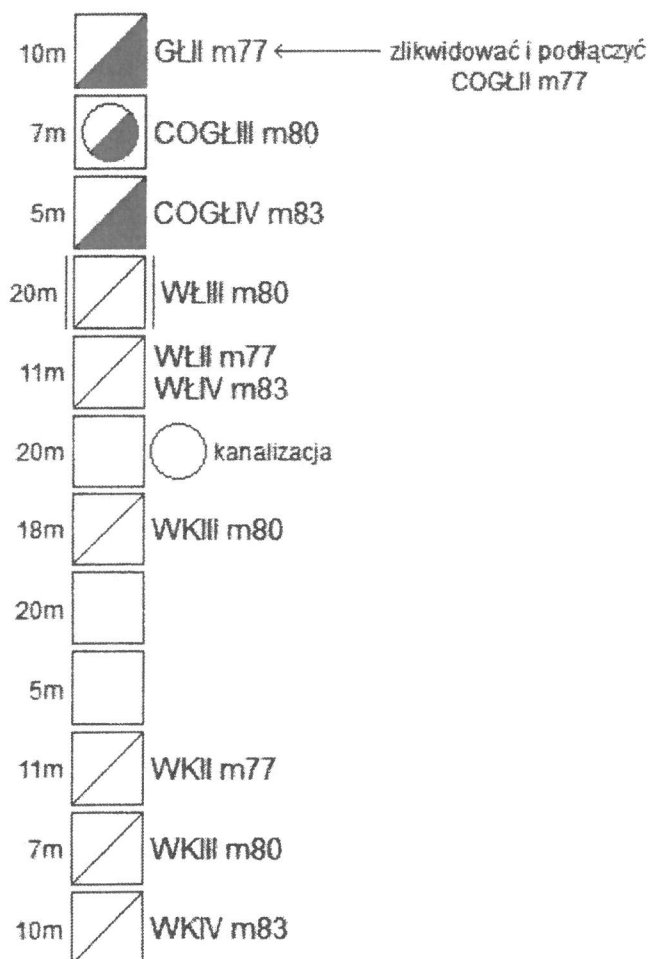 10m GŁII m77 zlikwidować i podłączyć
COGŁII m77
7m COGŁIII m80
5m COGŁIV m83
20m WŁIII m80
11m WŁII m77
WŁIV m83
20m kanalizacja
18m WKIII m80
20m
5m
11m WKII m77
7m WKIII m80
10m WKIV m83